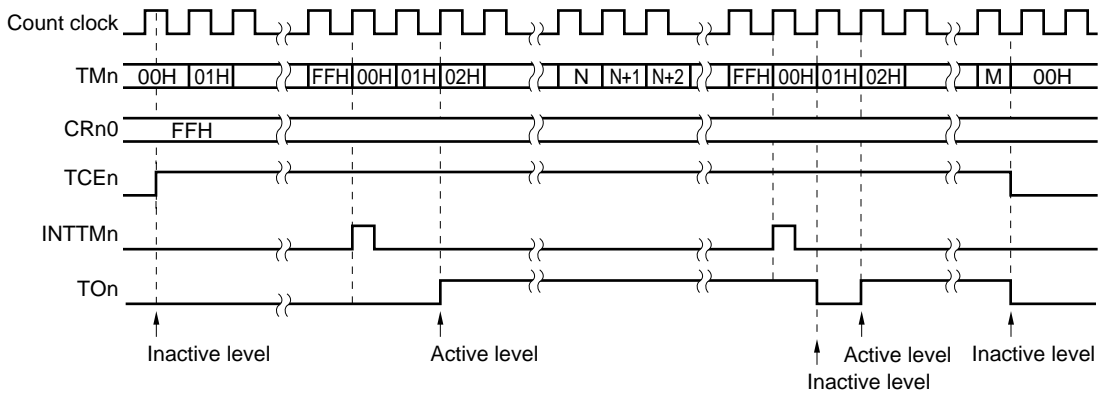 Count clock
TMn 00H 01H FFH 00H 01H 02H N N+1 N+2 FFH 00H 01H 02H M 00H
CRn0 FFH
TCEn
INTTMn
TOn
Inactive level Active level Active level Inactive level
Inactive level